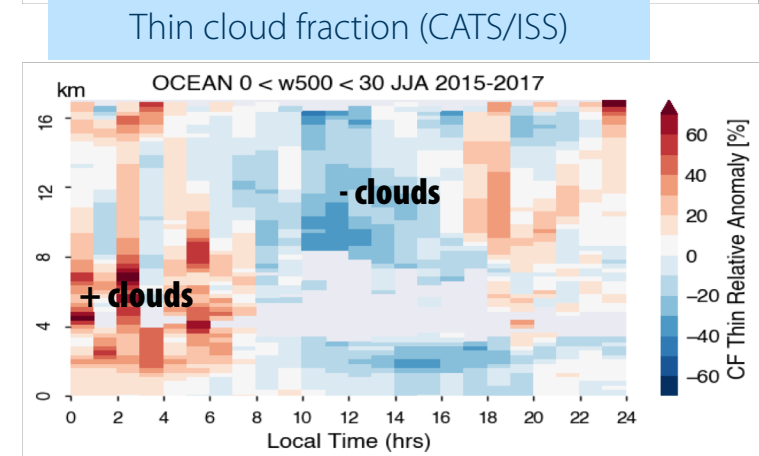 Thin cloud fraction (CATS/ISS)
km
OCEAN 0 < w500 < 30 JJA 2015-2017
16
12
8
4
0
- clouds
+ clouds
0 2 4 6 8 10 12 14 16 18 20 22 24
Local Time (hrs)
60
40
20
0
−20
−40
−60
CF Thin Relative Anomaly [%]